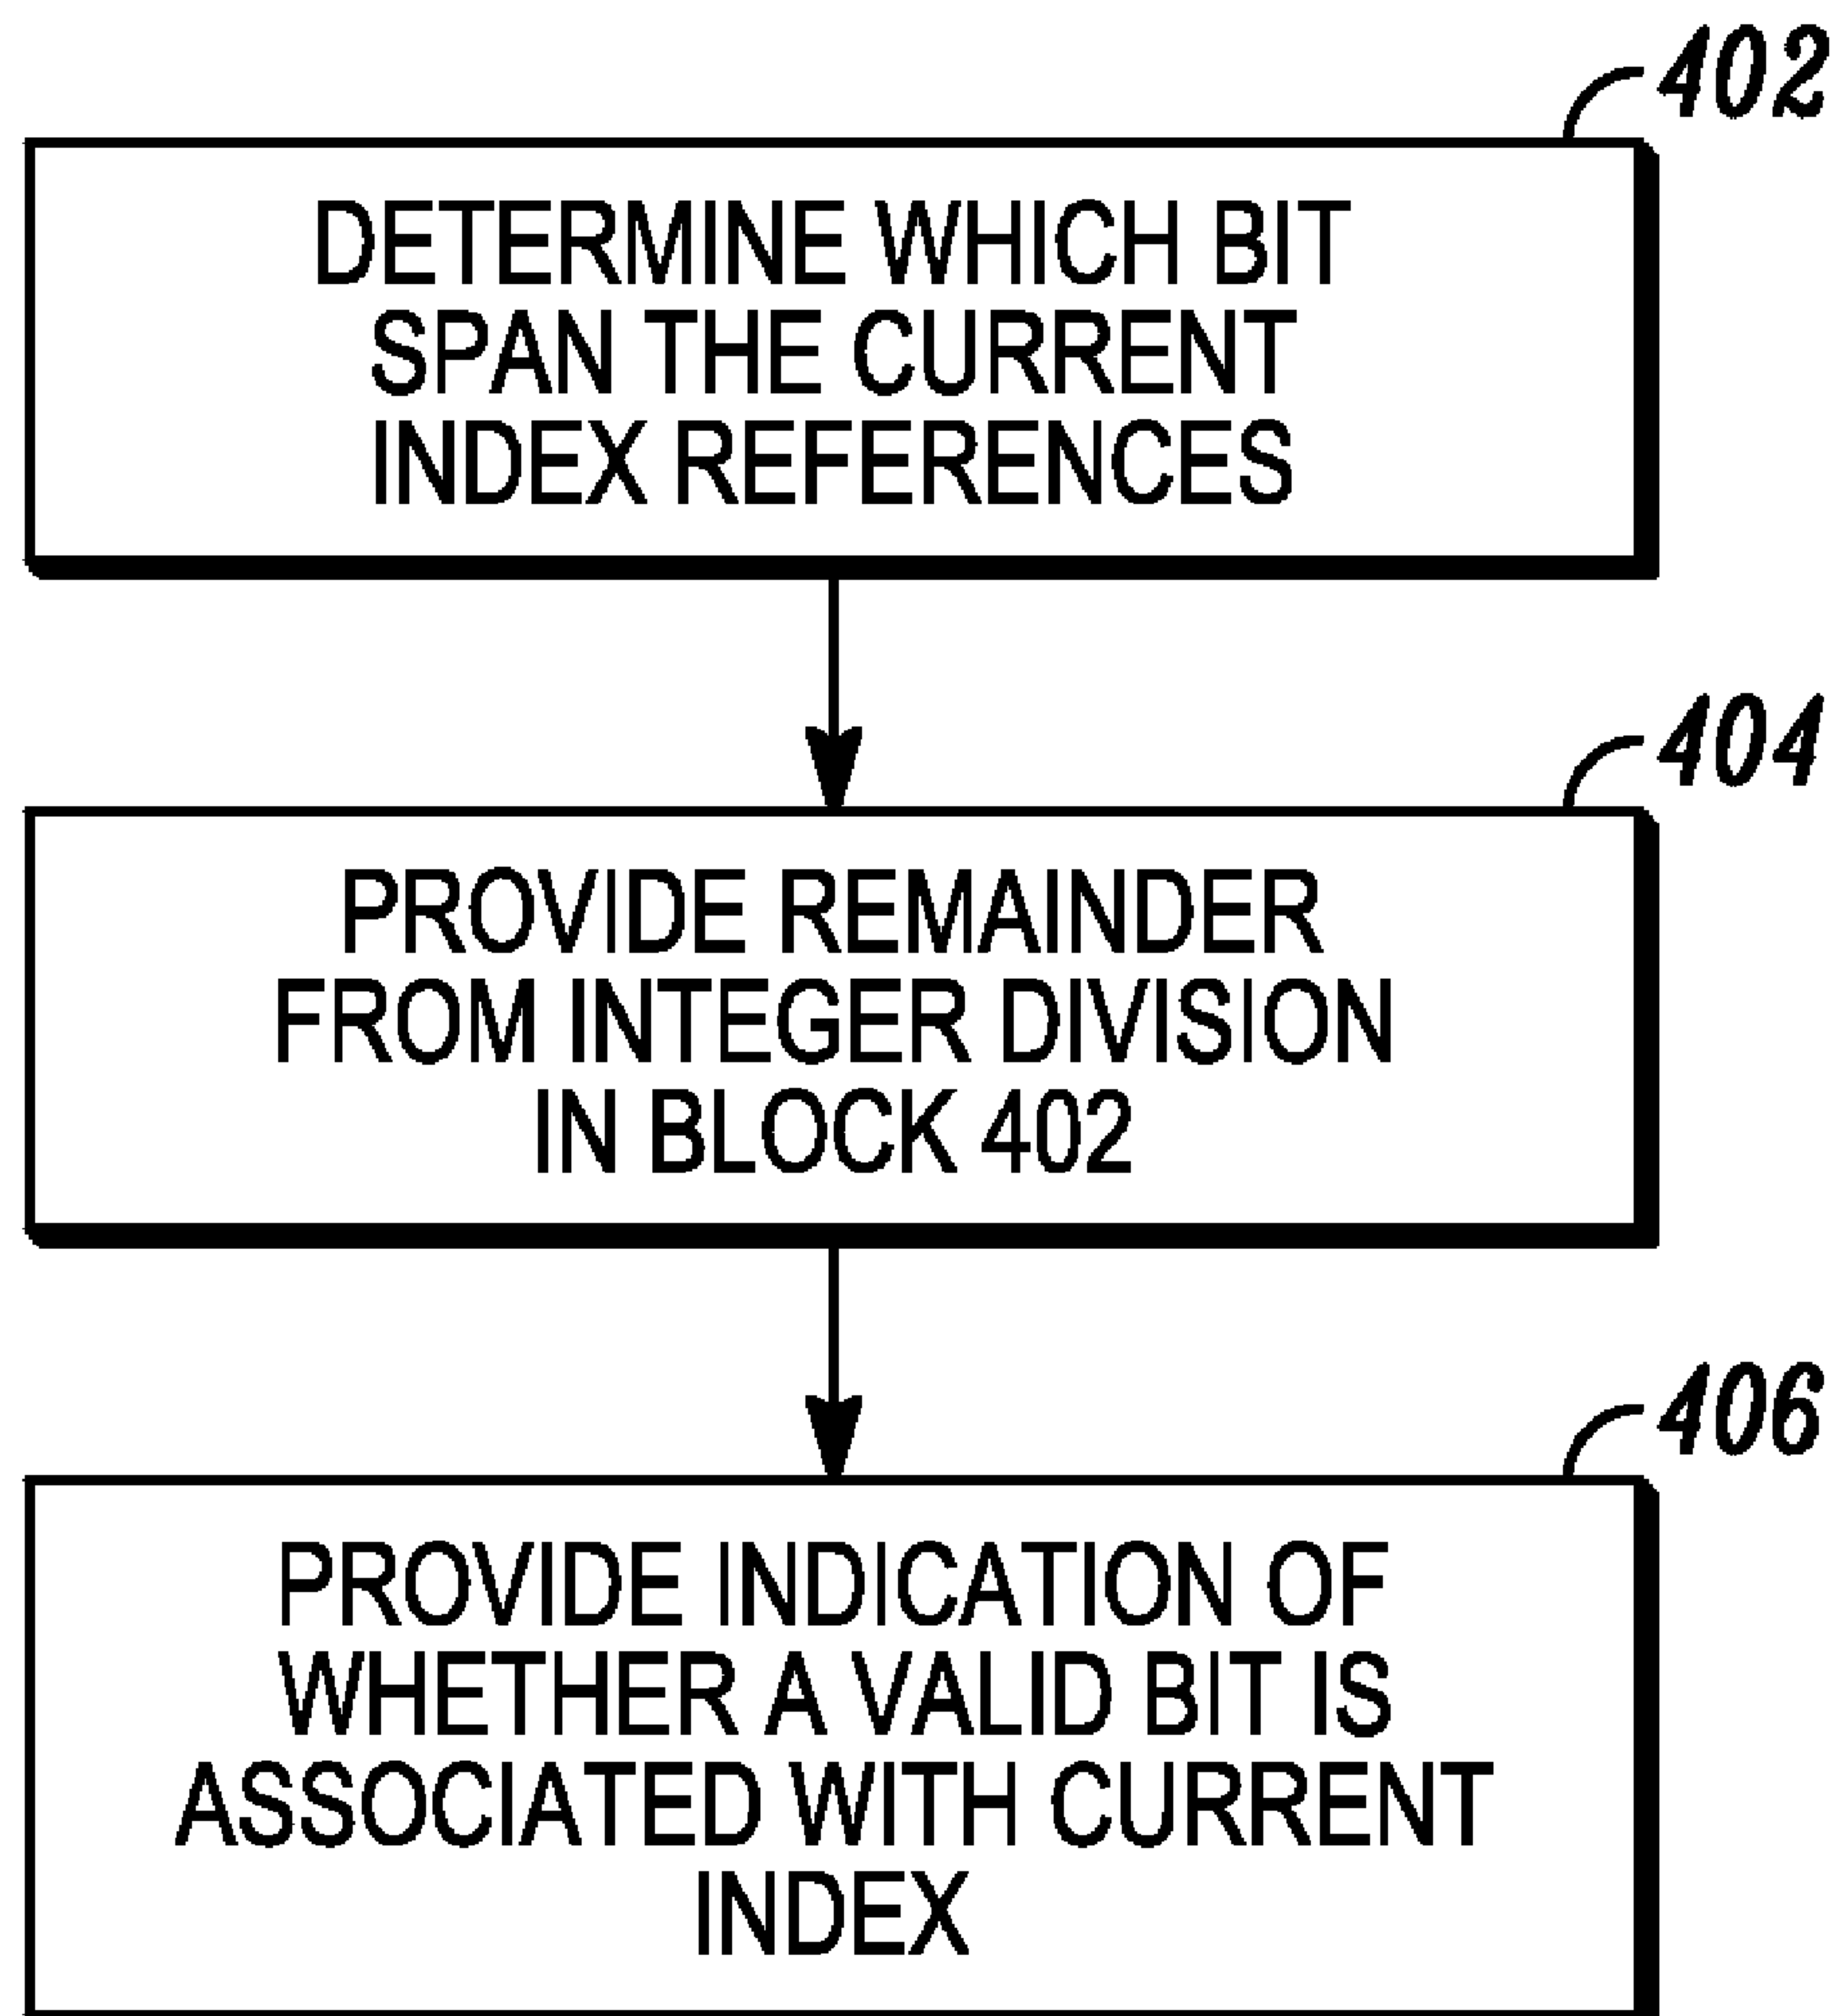 402
DETERMINE WHICH BIT
SPAN THE CURRENT
INDEX REFERENCES
404
PROVIDE REMAINDER
FROM INTEGER DIVISION
IN BLOCK 402
406
PROVIDE INDICATION OF
WHETHER A VALID BIT IS
ASSOCIATED WITH CURRENT
INDEX